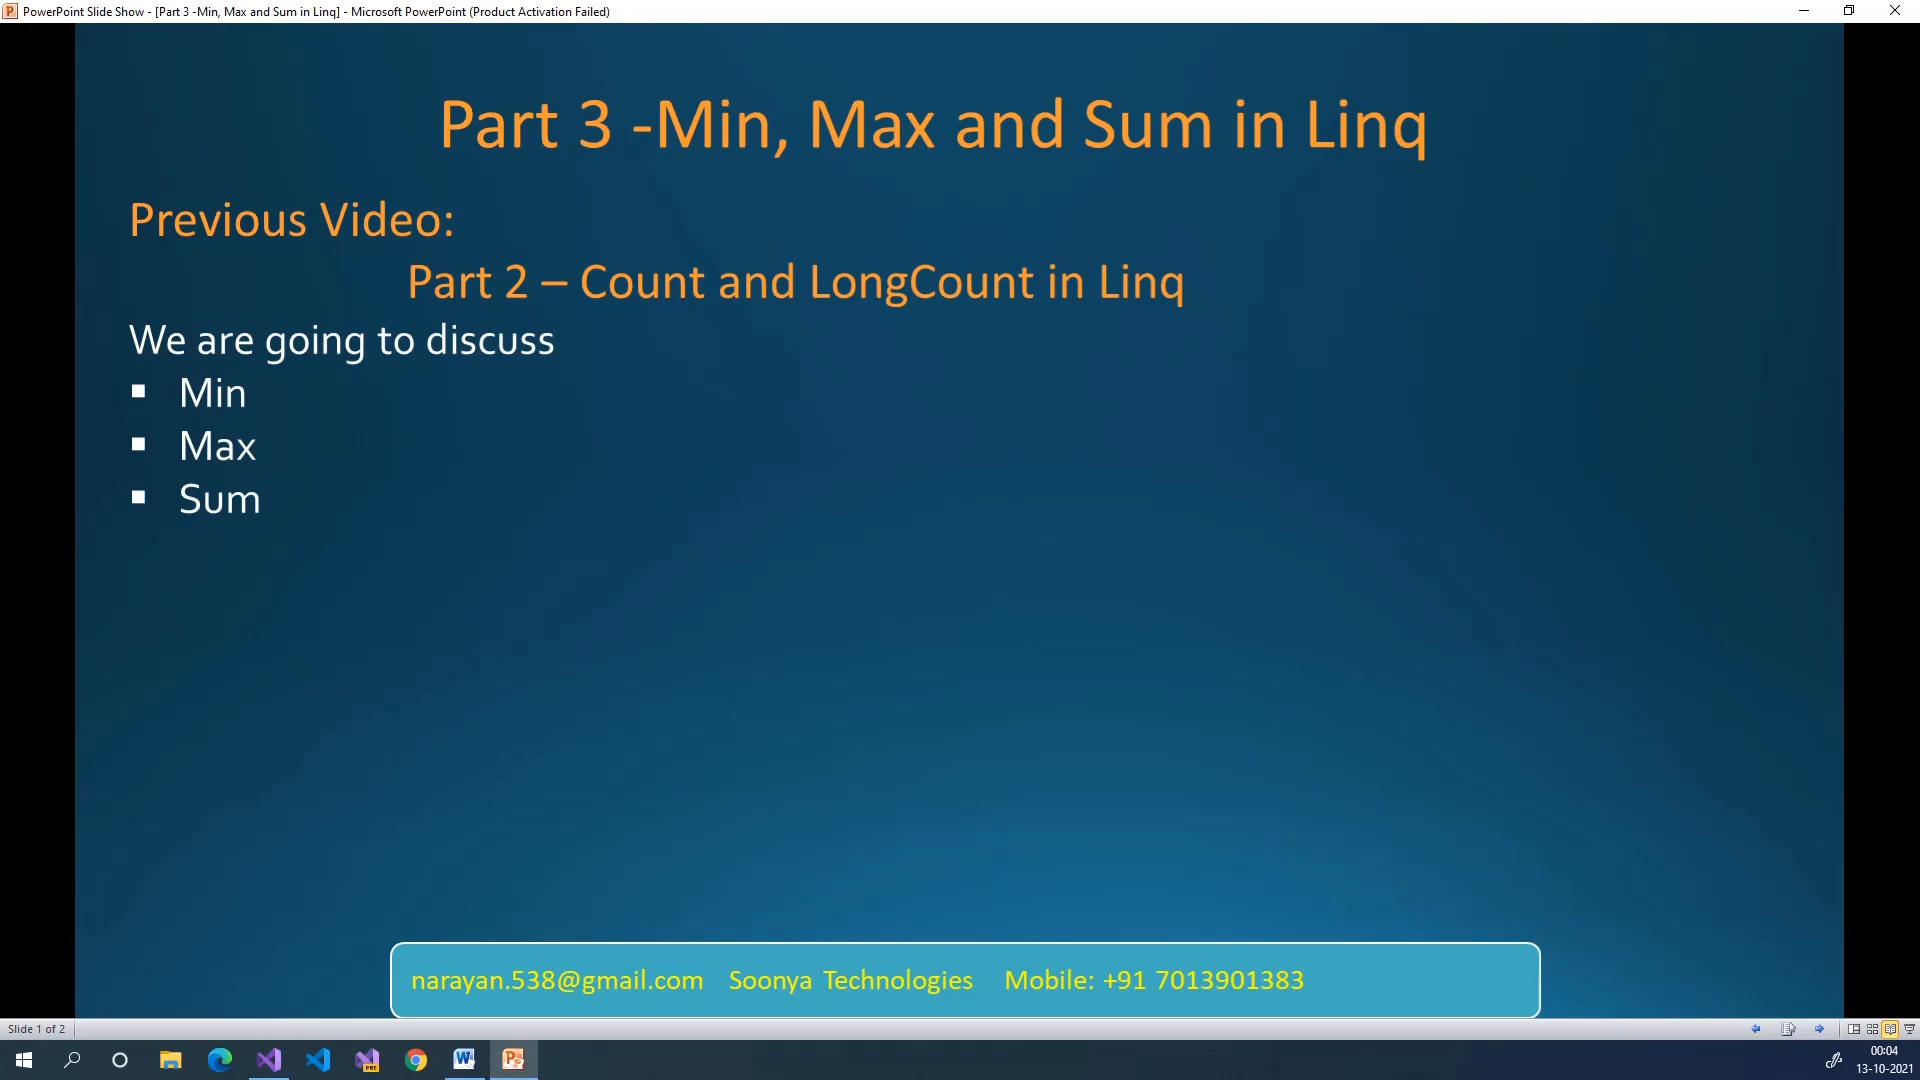 PowerPoint Slide Show - [Part 3 -Min, Max and Sum in Linq] - Microsoft PowerPoint (Product Activation Failed)
Part 3 -Min, Max and Sum in Linq
Previous Video:
Part 2 – Count and LongCount in Linq
We are going to discuss
▪ Min
▪ Max
▪ Sum
narayan.538@gmail.com Soonya Technologies Mobile: +91 7013901383
Slide 1 of 2
00:04
13-10-2021